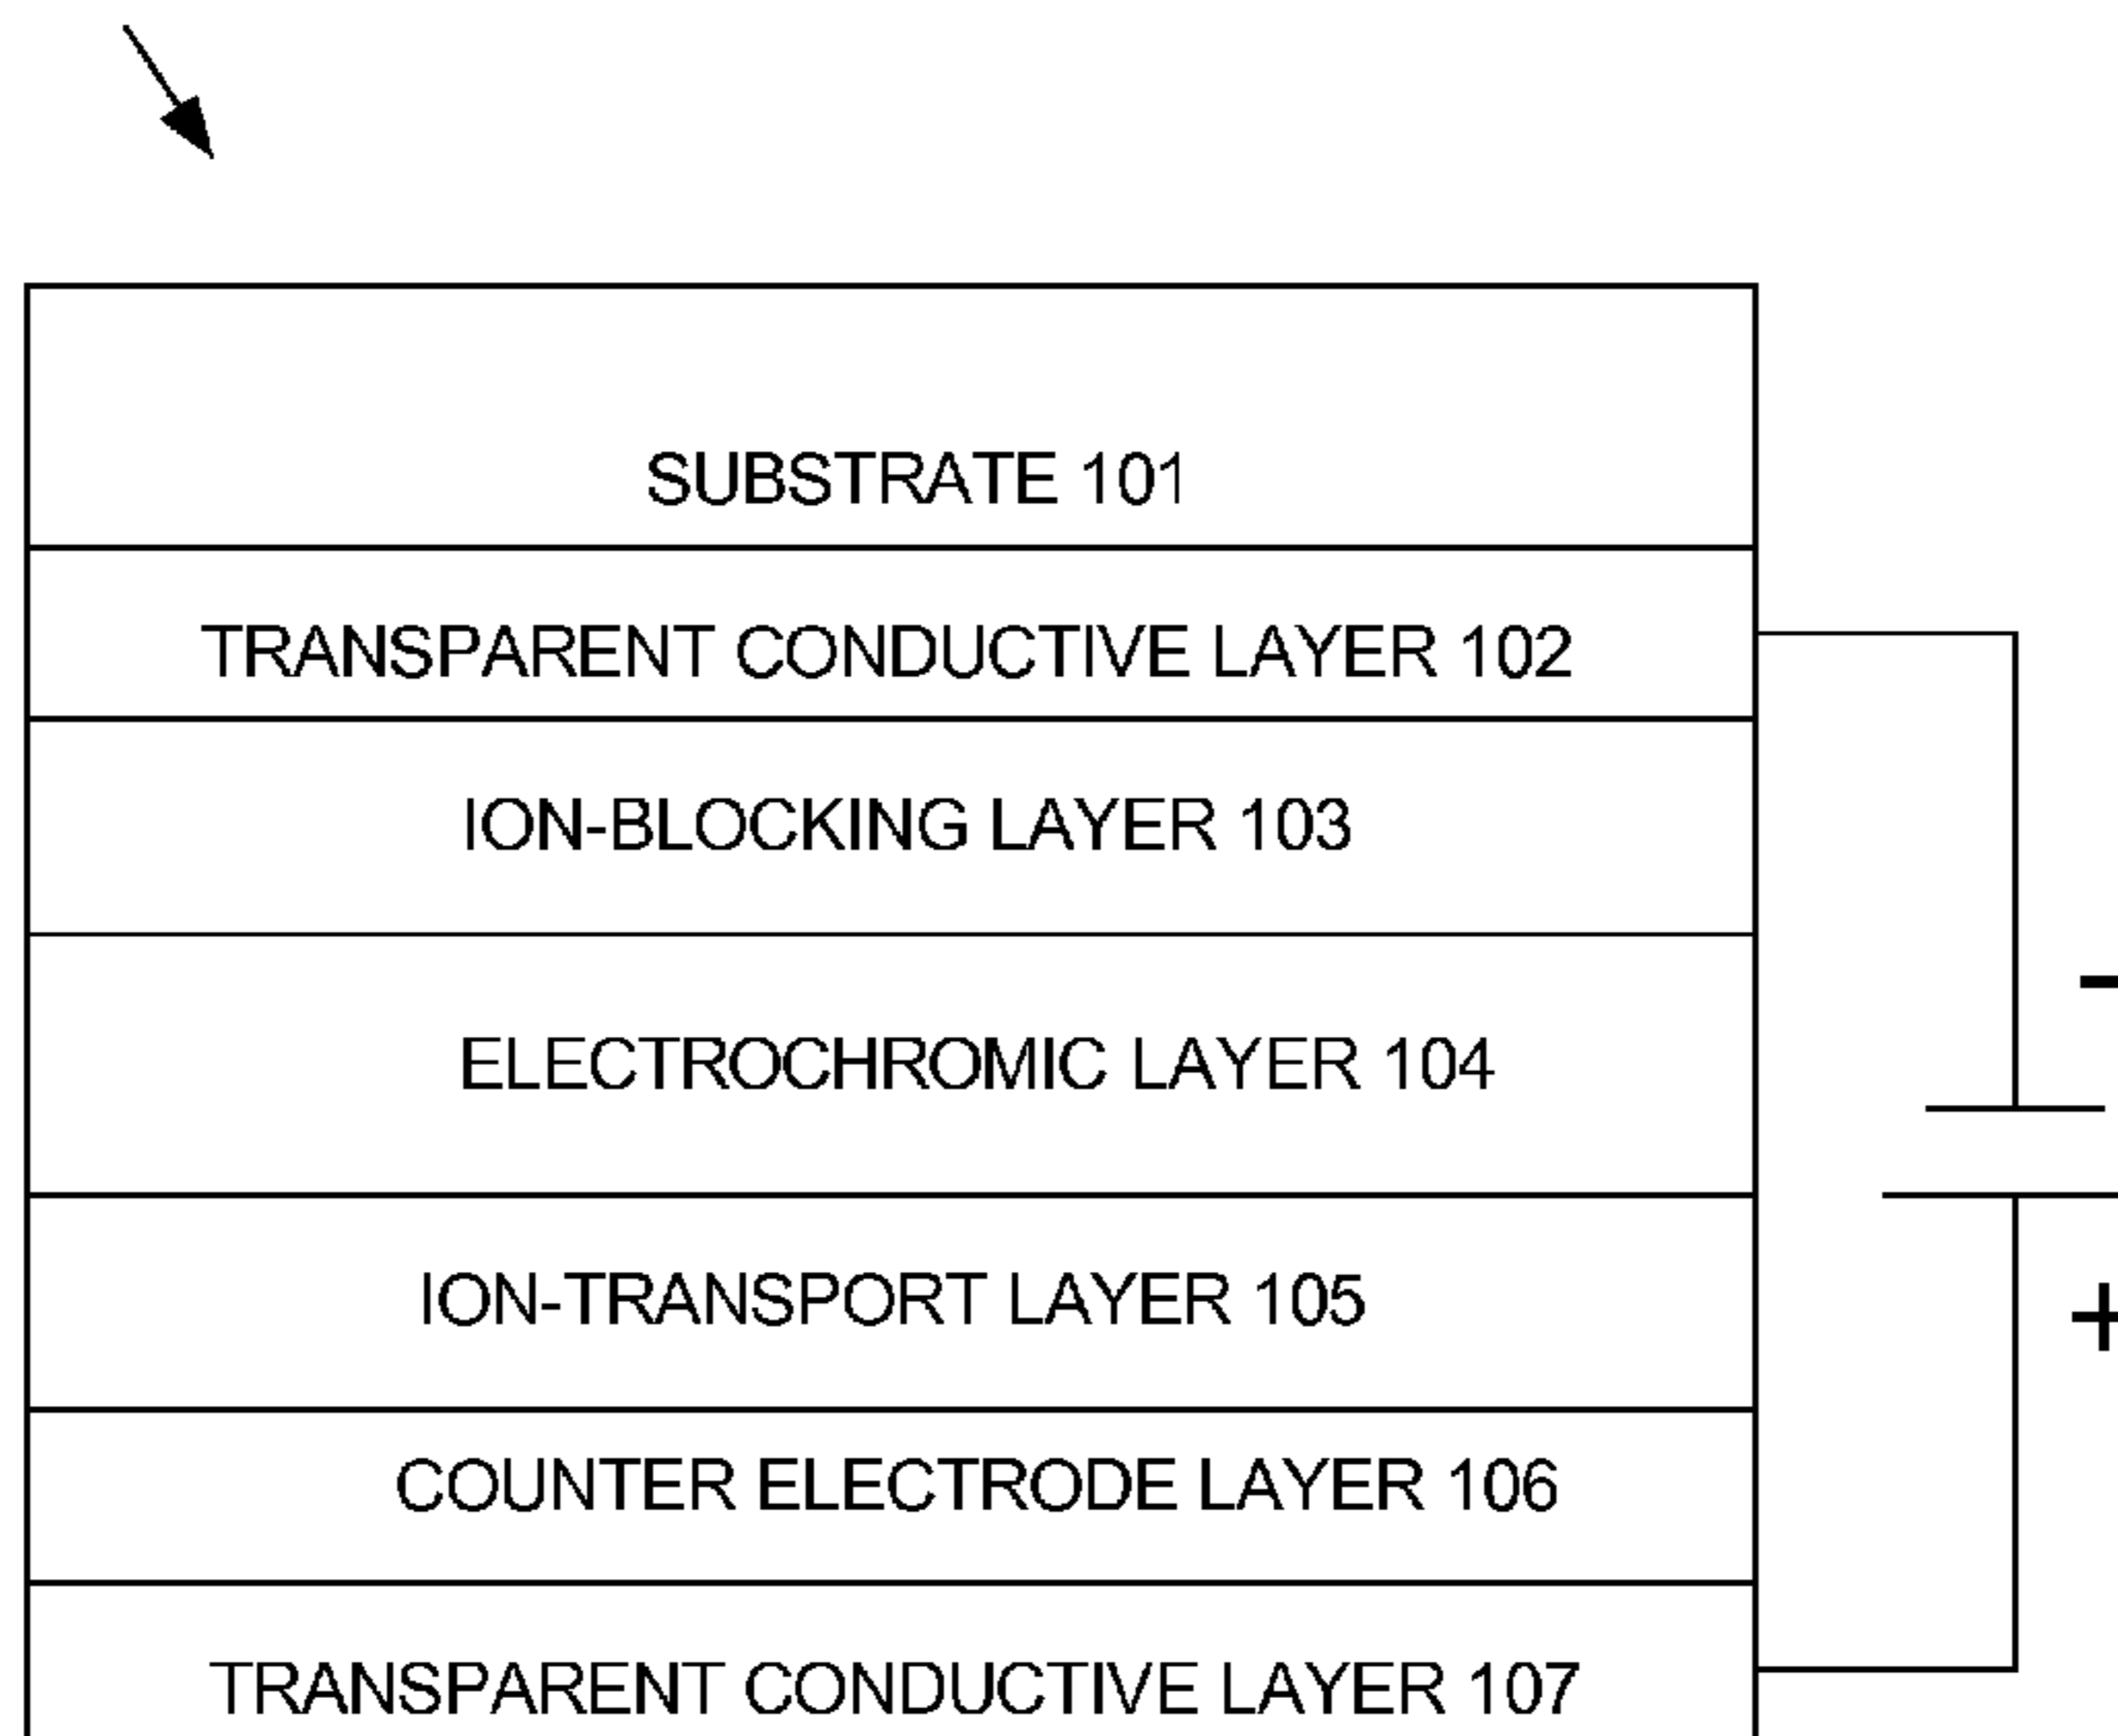 SUBSTRATE 101
TRANSPARENT CONDUCTIVE LAYER 102
ION-BLOCKING LAYER 103
-
ELECTROCHROMIC LAYER 104
ION-TRANSPORT LAYER 105
+
COUNTER ELECTRODE LAYER 106
TRANSPARENT CONDUCTIVE LAYER 107